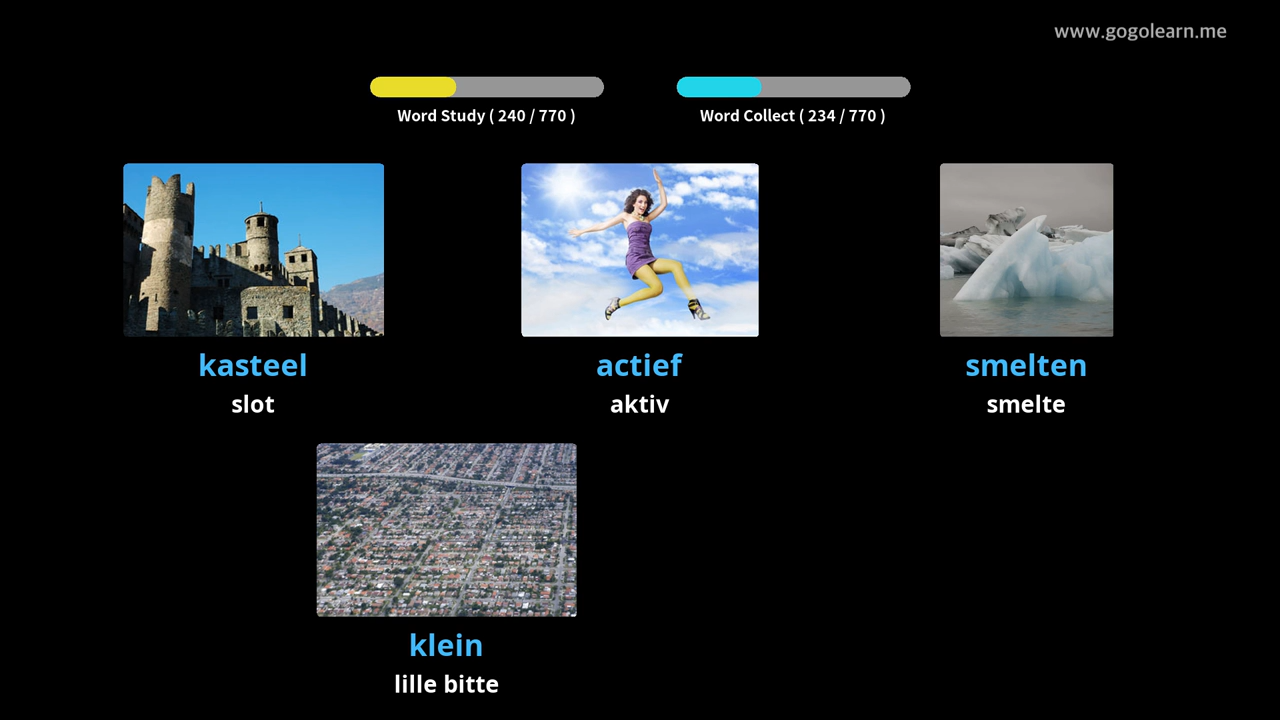 www.gogolearn.me
Word Study ( 240 / 770 )
Word Collect ( 234 / 770 )
kasteel
slot
actief
aktiv
smelten
smelte
klein
lille bitte